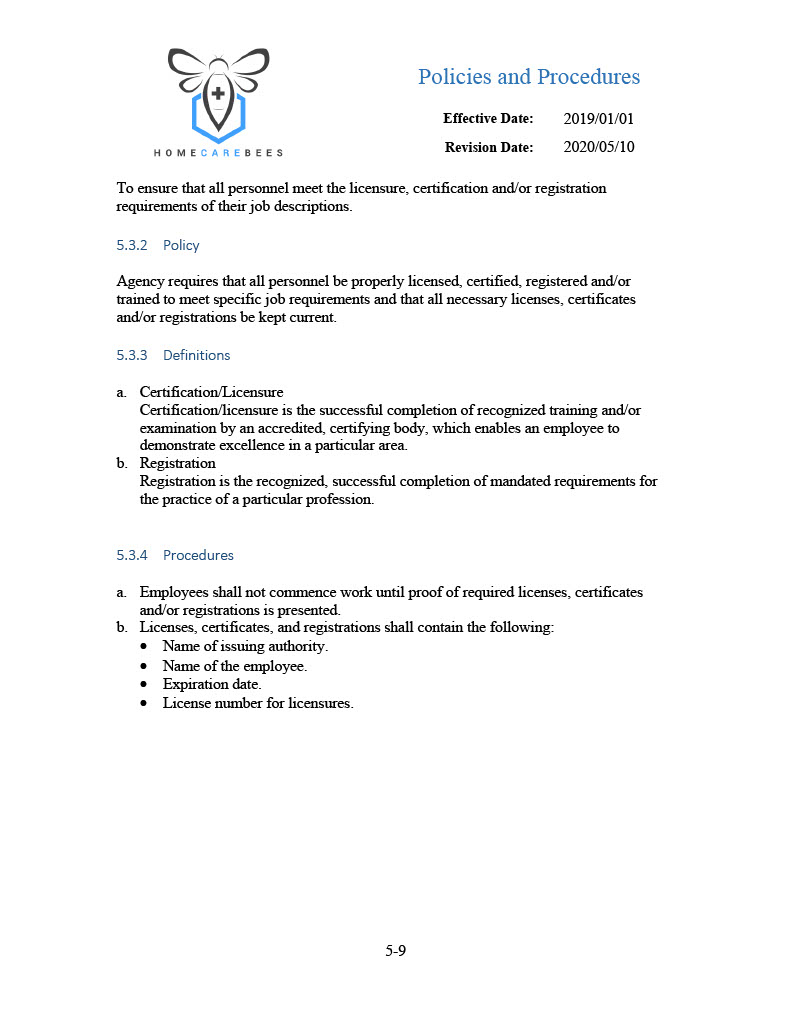 Policies and Procedures
Effective Date: 2019/01/01
Revision Date: 2020/05/10
HOMECAREBEES
To ensure that all personnel meet the licensure, certification and/or registration
requirements of their job descriptions.
5.3.2 Policy
Agency requires that all personnel be properly licensed, certified, registered and/or
trained to meet specific job requirements and that all necessary licenses, certificates
and/or registrations be kept current.
5.3.3 Definitions
a. Certification/Licensure
Certification/licensure is the successful completion of recognized training and/or
examination by an accredited, certifying body, which enables an employee to
demonstrate excellence in a particular area.
b. Registration
Registration is the recognized, successful completion of mandated requirements for
the practice of a particular profession.
5.3.4 Procedures
a. Employees shall not commence work until proof of required licenses, certificates
and/or registrations is presented.
b. Licenses, certificates, and registrations shall contain the following:
• Name of issuing authority.
• Name of the employee.
• Expiration date.
• License number for licensures.
5-9